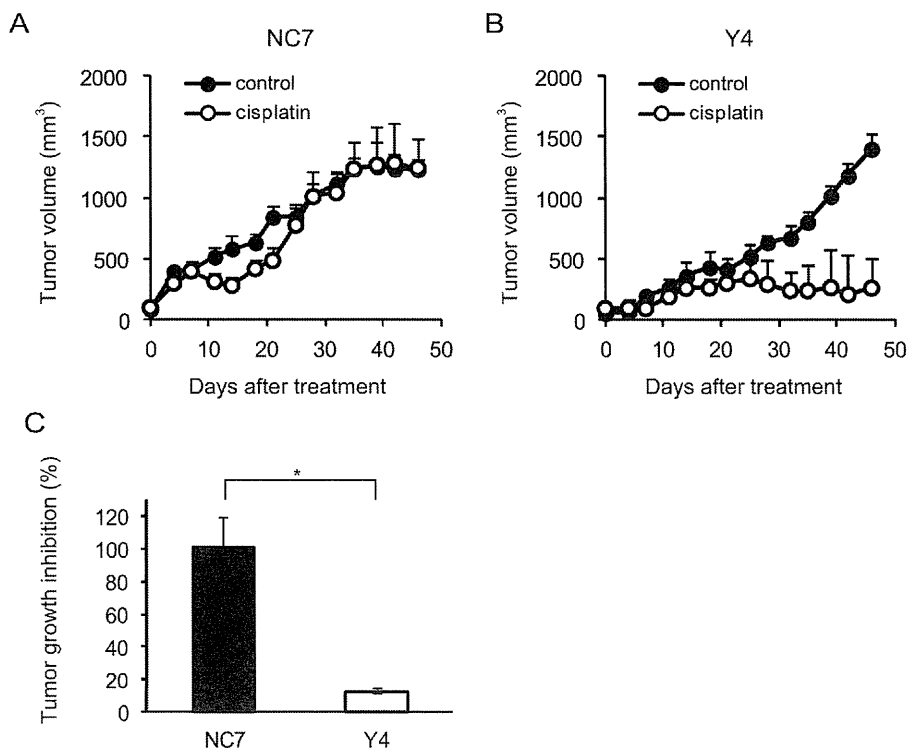 A
NC7
Tumor volume (mm³)
2000
1500
1000
500
0
control
cisplatin
0 10 20 30 40 50
Days after treatment
B
Y4
Tumor volume (mm³)
2000
1500
1000
500
0
control
cisplatin
0 10 20 30 40 50
Days after treatment
C
Tumor growth inhibition (%)
120
100
80
60
40
20
0
*
NC7 Y4